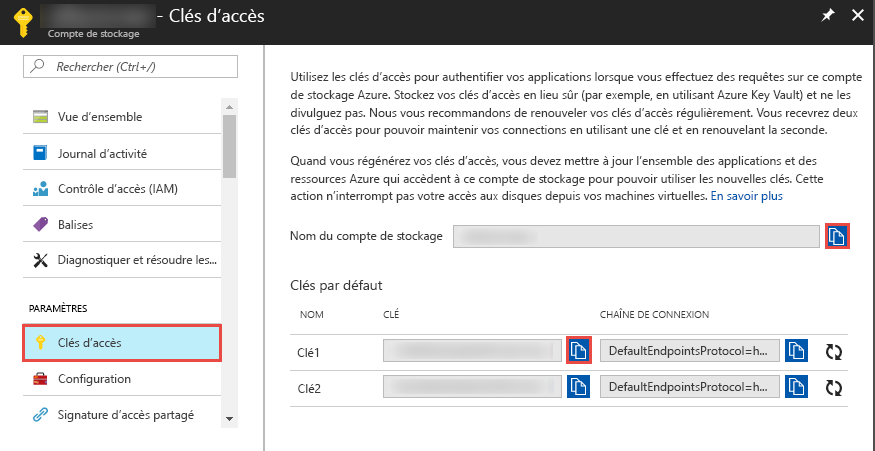 - Clés d'accès
Compte de stockage
Rechercher (Ctrl+/)
Vue d'ensemble
Journal d'activité
Contrôle d'accès (IAM)
Balises
Diagnostiquer et résoudre les...
PARAMÈTRES
Clés d'accès
Configuration
Signature d'accès partagé
Utilisez les clés d'accès pour authentifier vos applications lorsque vous effectuez des requêtes sur ce compte
de stockage Azure. Stockez vos clés d'accès en lieu sûr (par exemple, en utilisant Azure Key Vault) et ne les
divulguez pas. Nous vous recommandons de renouveler vos clés d'accès régulièrement. Vous recevrez deux
clés d'accès pour pouvoir maintenir vos connections en utilisant une clé et en renouvelant la seconde.
Quand vous régénérez vos clés d'accès, vous devez mettre à jour l'ensemble des applications et des
ressources Azure qui accèdent à ce compte de stockage pour pouvoir utiliser les nouvelles clés. Cette
action n'interrompt pas votre accès aux disques depuis vos machines virtuelles. En savoir plus
Nom du compte de stockage
Clés par défaut
NOM CLÉ CHAÎNE DE CONNEXION
Clé1 DefaultEndpointsProtocol=h...
Clé2 DefaultEndpointsProtocol=h...